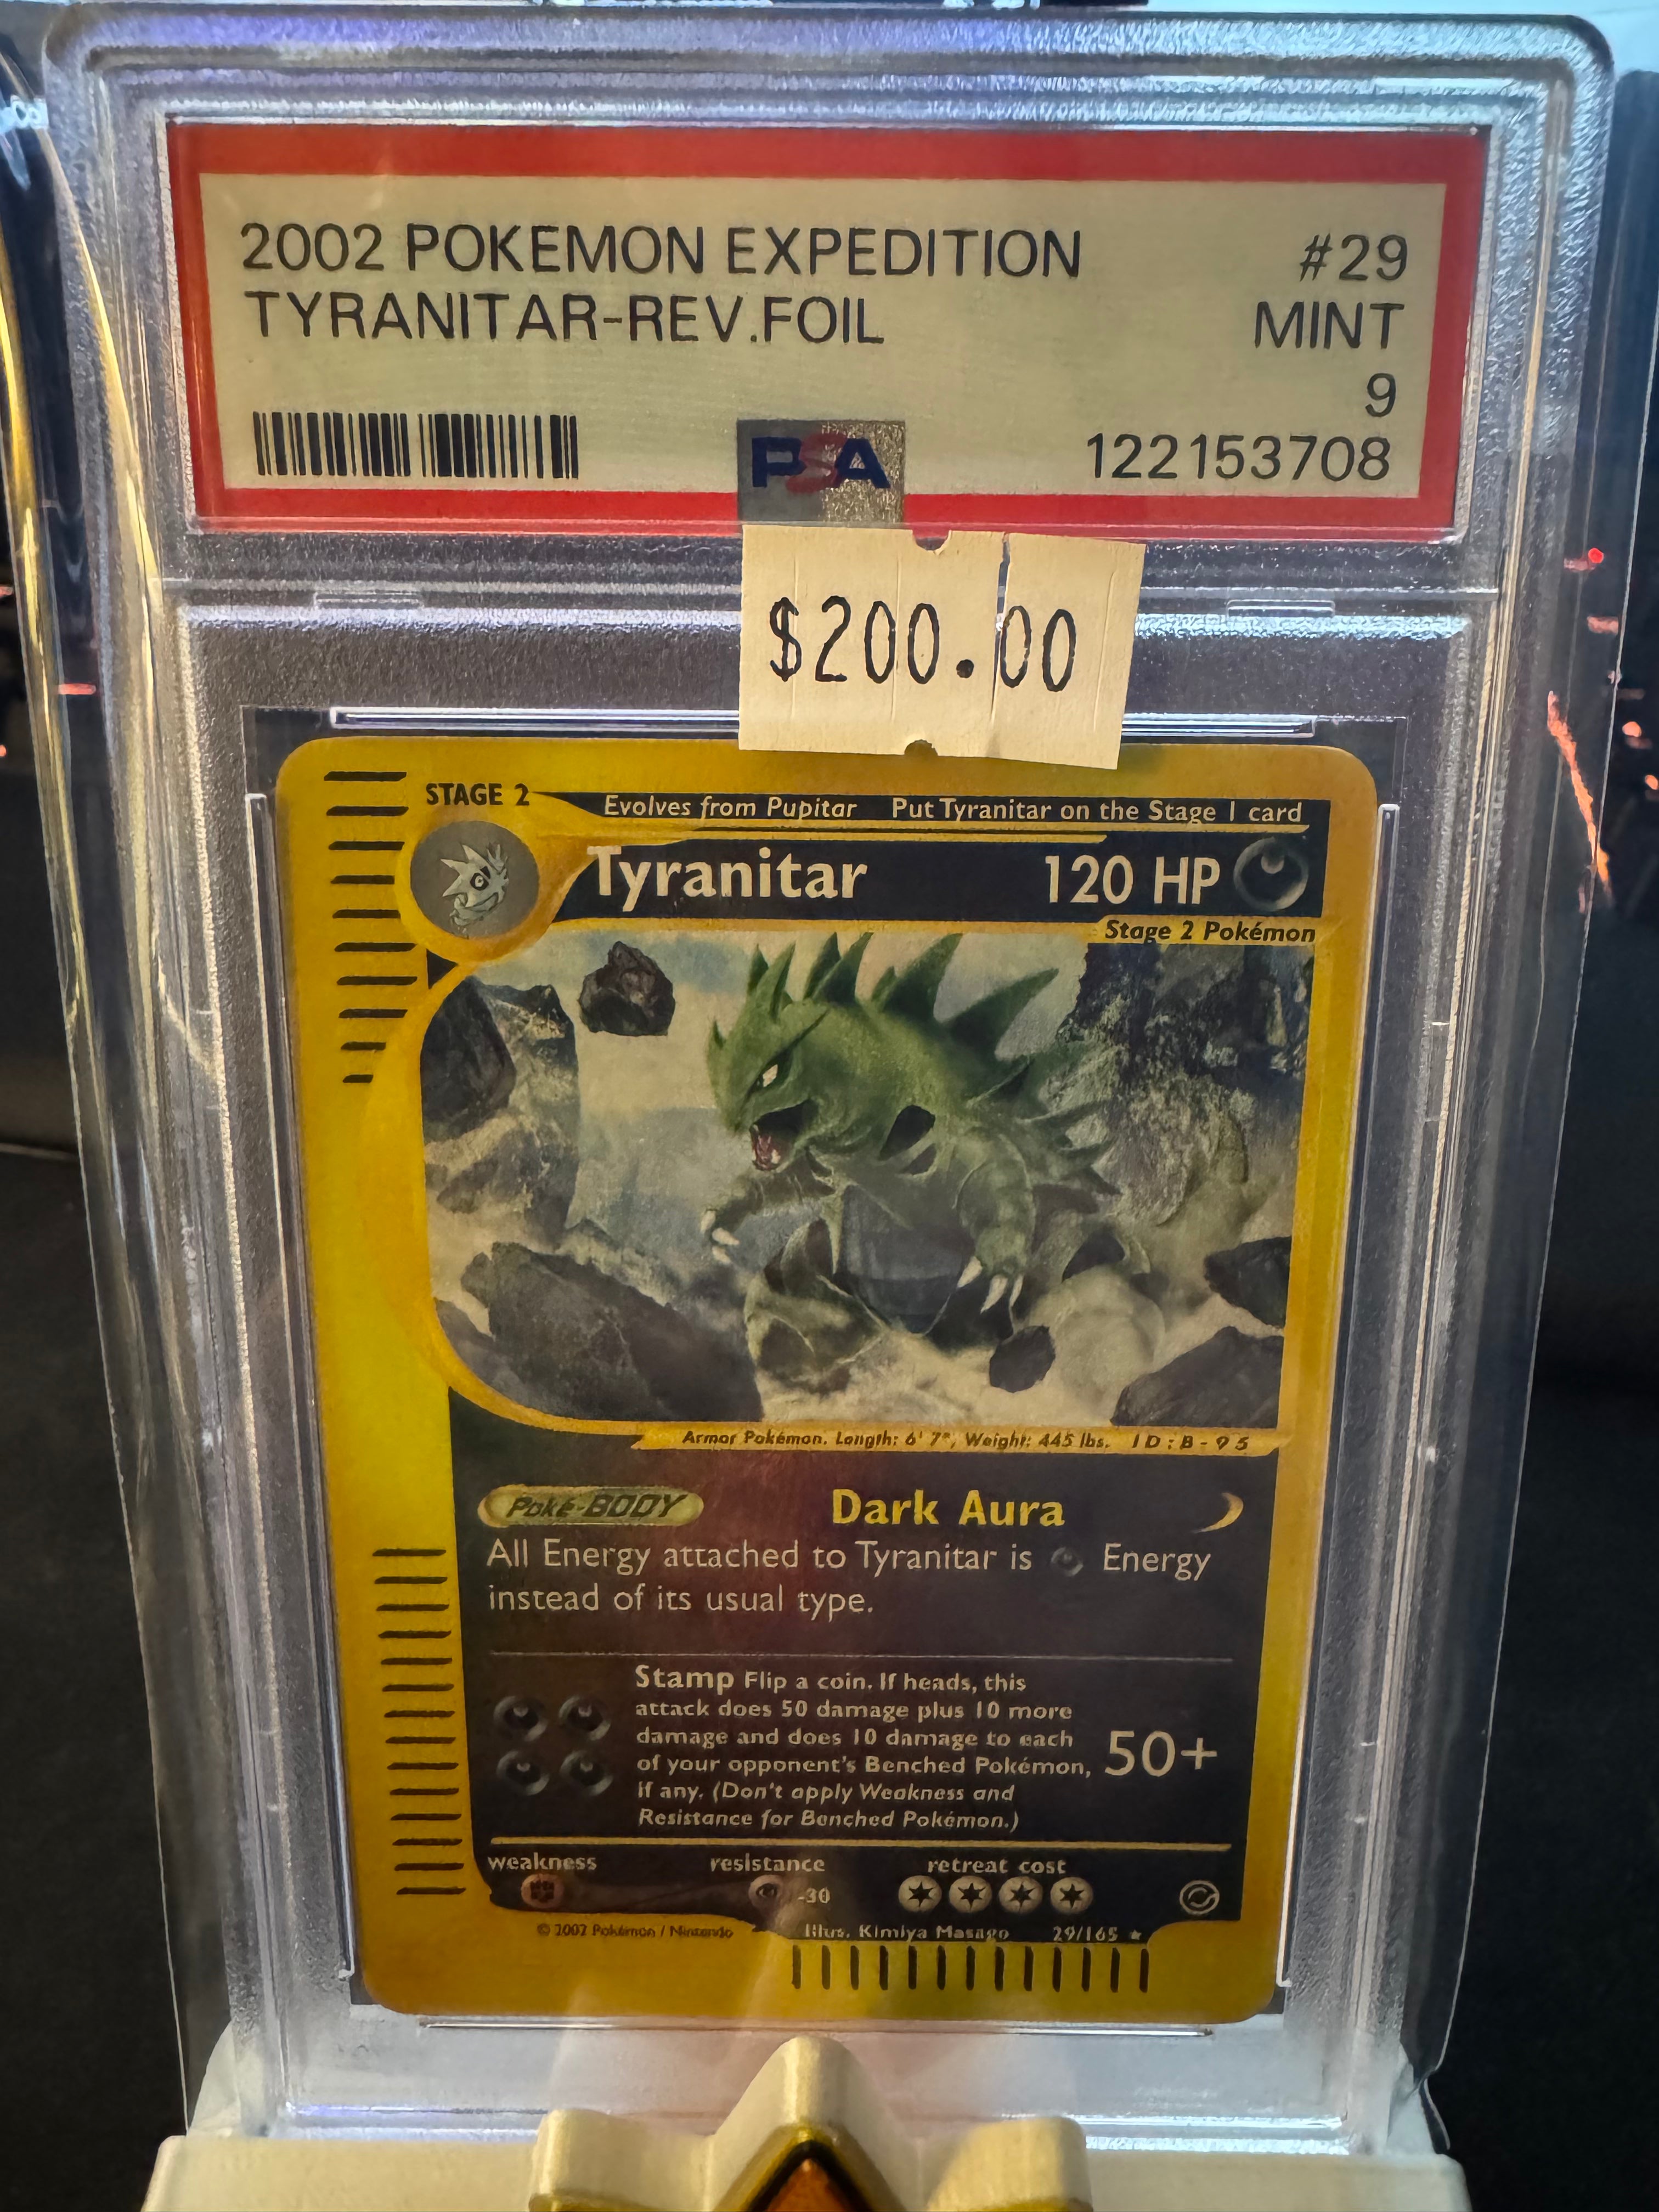 2002 POKEMON EXPEDITION #29
TYRANITAR-REV.FOIL MINT
9
PSA 122153708
$200.00
STAGE 2 Evolves from Pupitar Put Tyranitar on the Stage 1 card
Tyranitar 120 HP
Stage 2 Pokémon
Armor Pokémon. Length: 6' 7", Weight: 445 lbs. ID:B-95
Poké-BODY Dark Aura
All Energy attached to Tyranitar is Energy
instead of its usual type.
Stamp Flip a coin. If heads, this
attack does 50 damage plus 10 more
damage and does 10 damage to each
of your opponent's Benched Pokémon, 50+
if any. (Don't apply Weakness and
Resistance for Benched Pokémon.)
weakness resistance retreat cost
-30
© 2002 Pokémon / Nintendo Illus. Kimiya Masago 29/165 ★